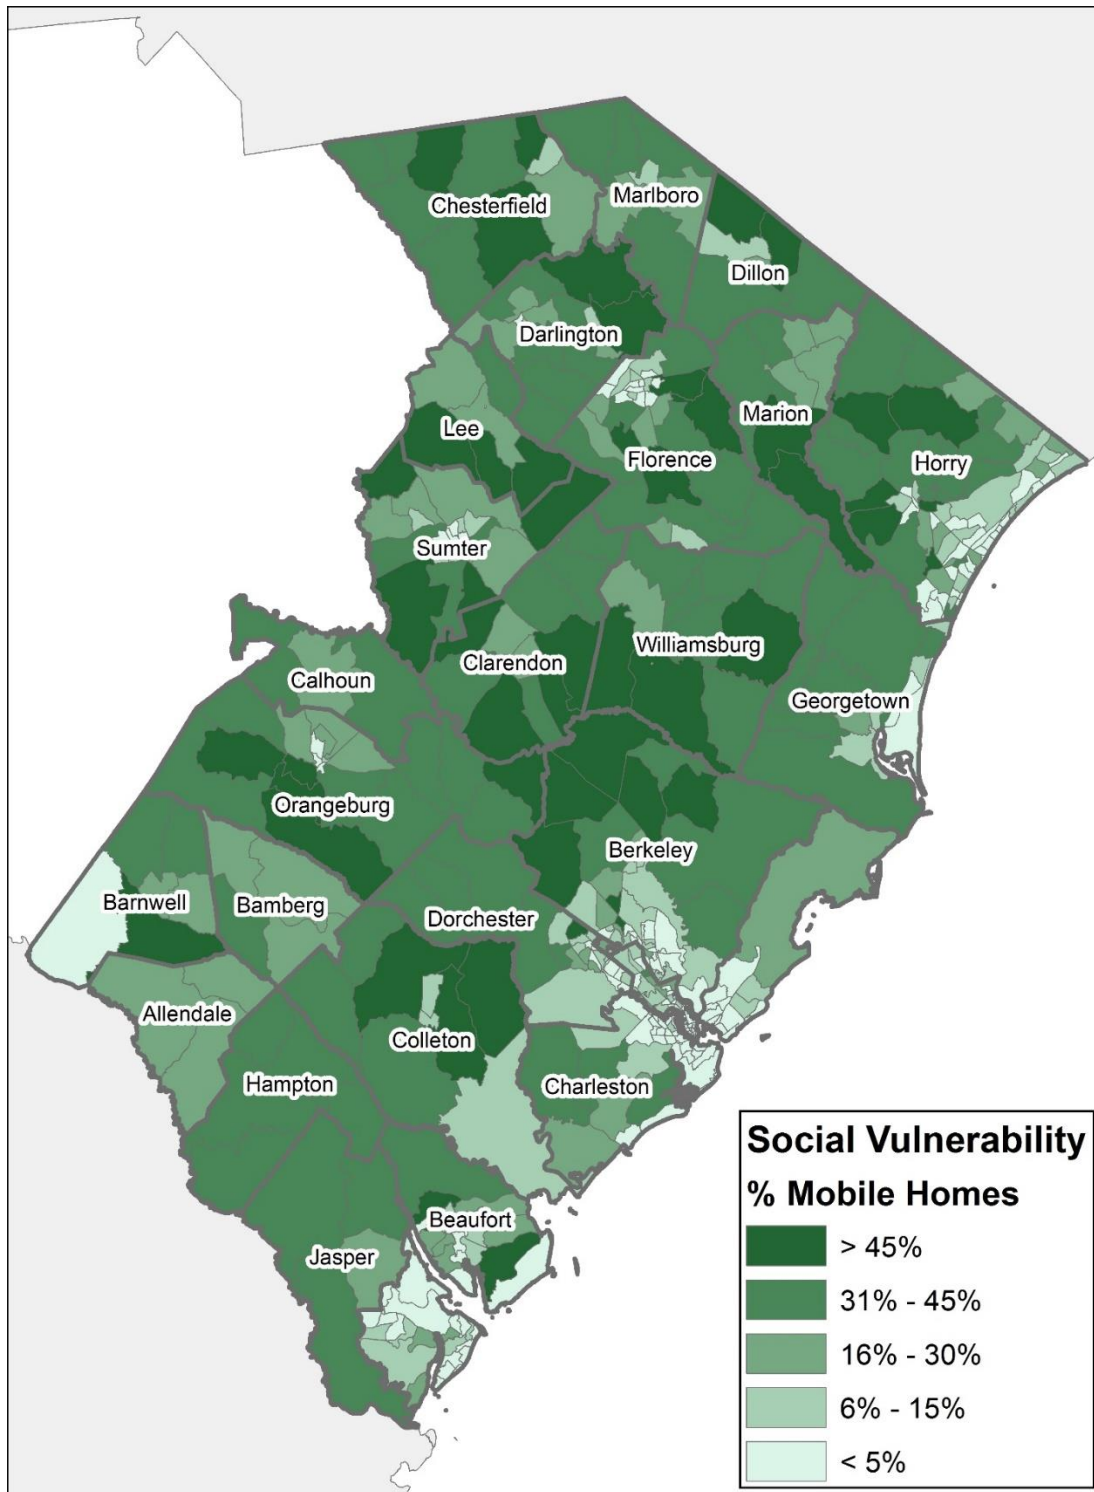 Chesterfield
Marlboro
Dillon
Darlington
Lee
Marion
Florence
Horry
Sumter
Williamsburg
Clarendon
Calhoun
Georgetown
Orangeburg
Berkeley
Barnwell
Bamberg
Dorchester
Allendale
Colleton
Hampton
Charleston
Beaufort
Jasper
Social Vulnerability
% Mobile Homes
> 45%
31% - 45%
16% - 30%
6% - 15%
< 5%